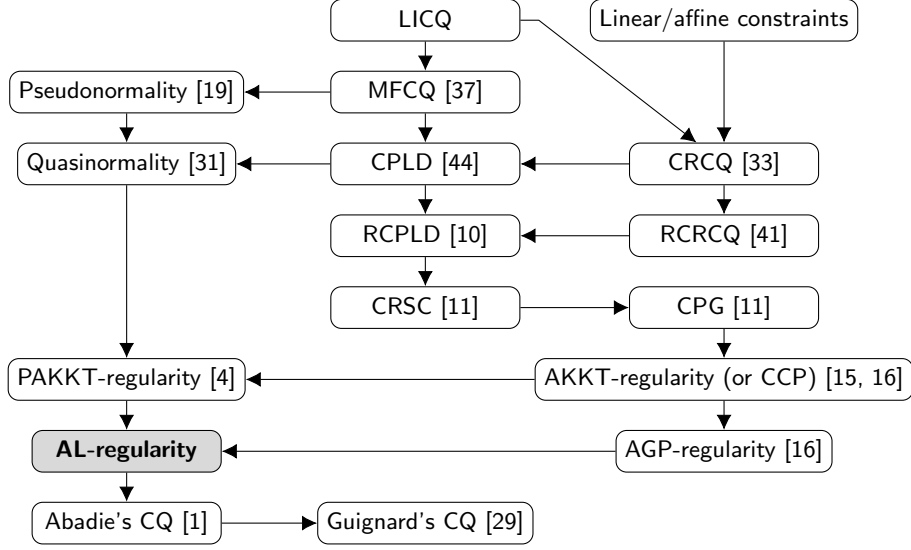 LICQ
Linear/affine constraints
Pseudonormality [19]
MFCQ [37]
Quasinormality [31]
CPLD [44]
CRCQ [33]
RCPLD [10]
RCRCQ [41]
CRSC [11]
CPG [11]
PAKKT-regularity [4]
AKKT-regularity (or CCP) [15, 16]
AL-regularity
AGP-regularity [16]
Abadie's CQ [1]
Guignard's CQ [29]